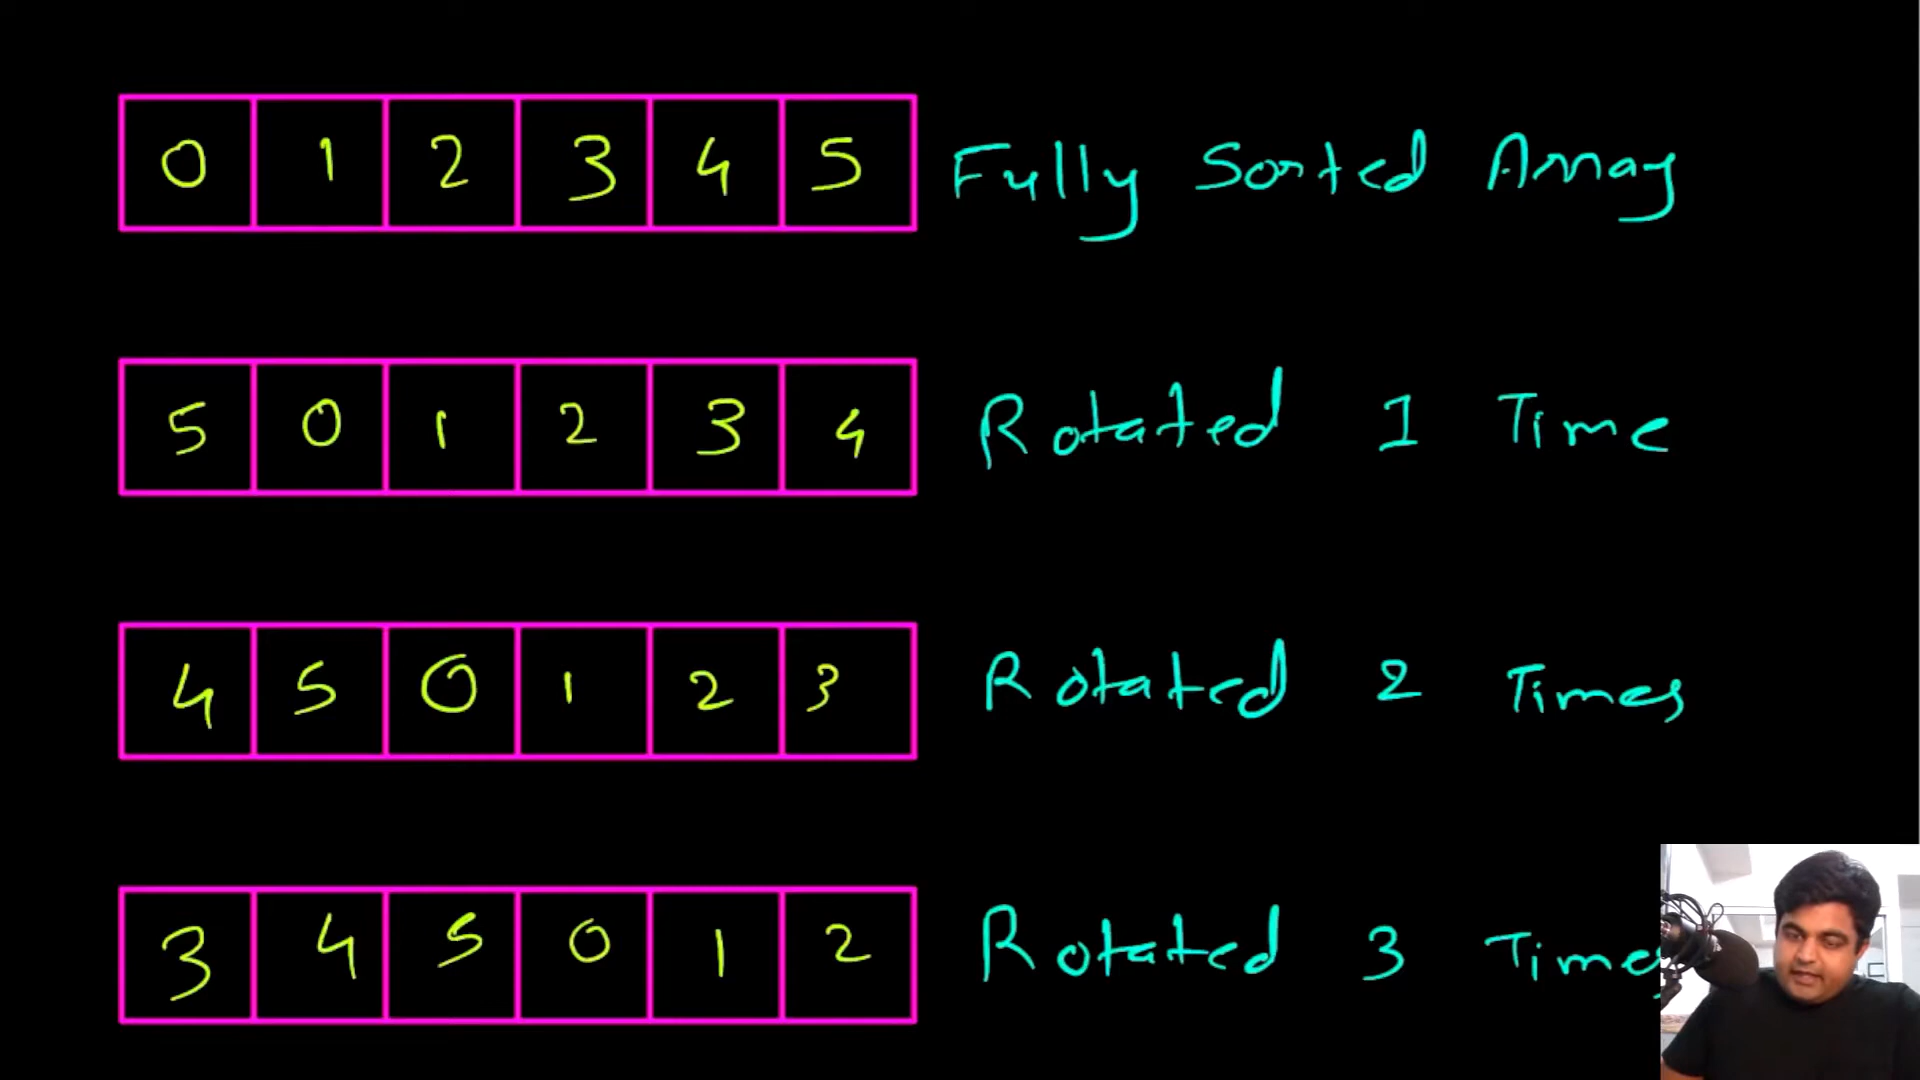 0 1 2 3 4 5 Fully Sorted Array
5 0 1 2 3 4 Rotated 1 Time
4 5 0 1 2 3 Rotated 2 Times
3 4 5 0 1 2 Rotated 3 Times